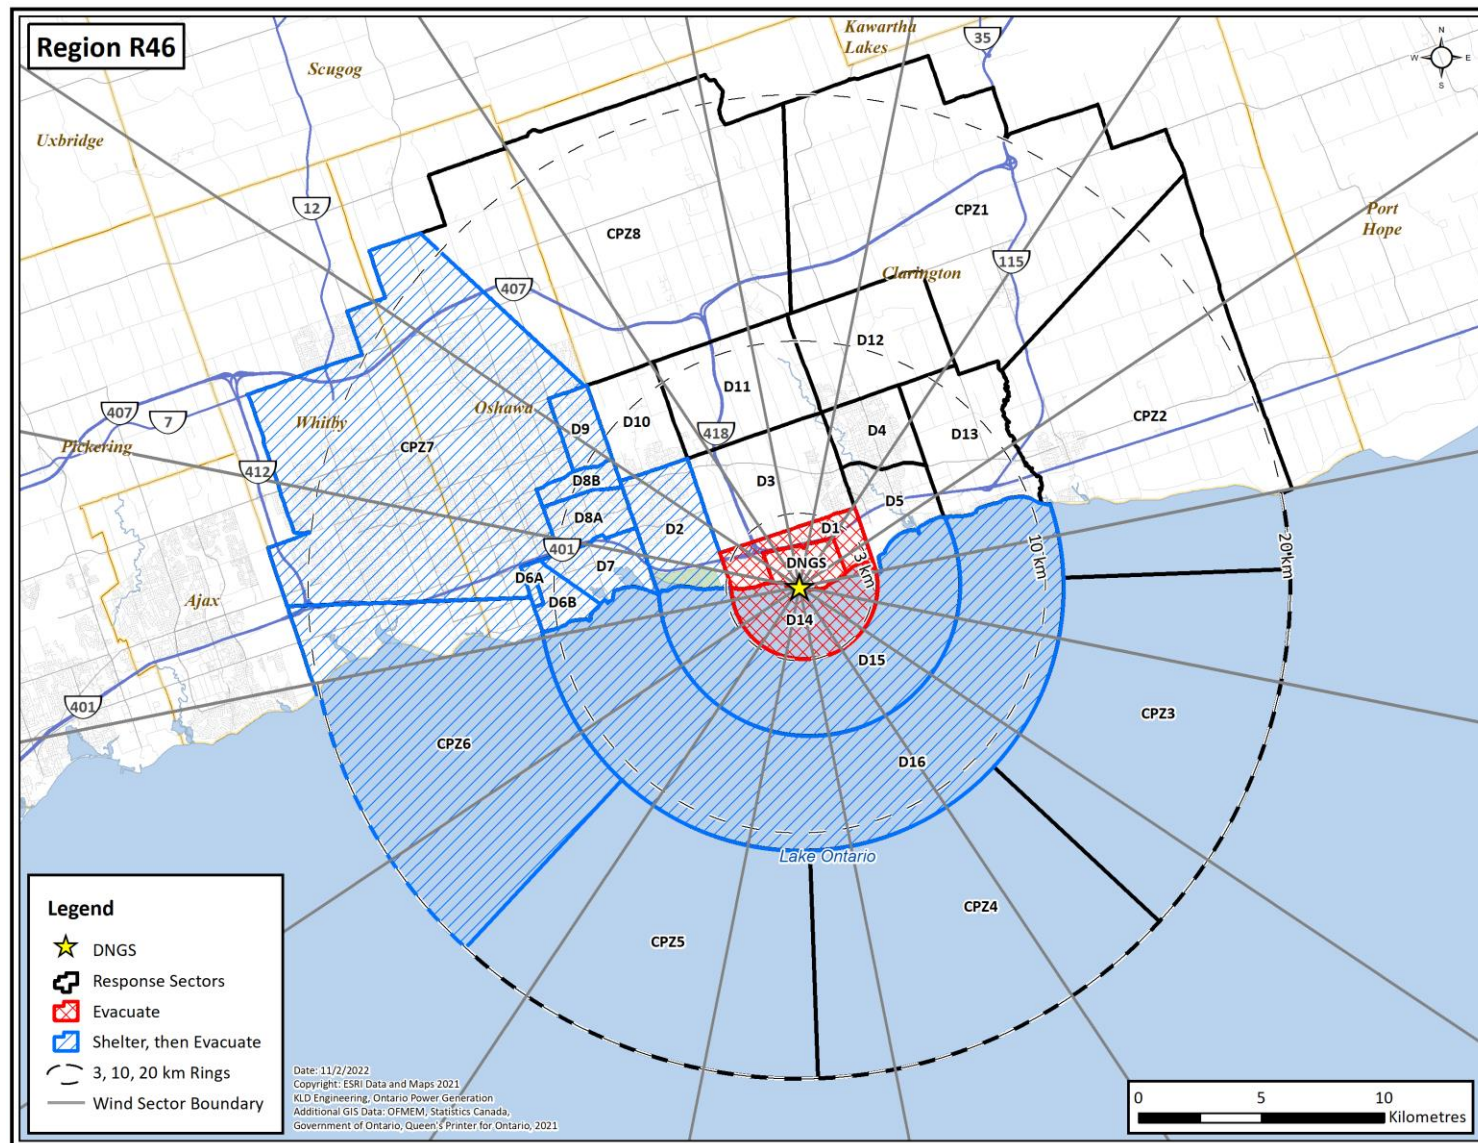 Region R46
Kawartha
Lakes
35
N
W
E
S
Scugog
Uxbridge
12
CPZ8
CPZ1
Port
Hope
115
Clarington
407
D12
D11
CPZ2
407
7
Whitby
Oshawa
D9
D10
418
D4
D13
Pickering
412
CPZ7
D8B
D3
D5
D8A
D2
D1
401
DNGS
3 km
10 km
20 km
D6A
D7
D6B
Ajax
D14
D15
401
CPZ6
CPZ3
D16
Lake Ontario
CPZ5
CPZ4
Legend
DNGS
Response Sectors
Evacuate
Shelter, then Evacuate
3, 10, 20 km Rings
Wind Sector Boundary
Date: 11/2/2022
Copyright: ESRI Data and Maps 2021
KLD Engineering, Ontario Power Generation
Additional GIS Data: OFMEM, Statistics Canada,
Government of Ontario, Queen's Printer for Ontario, 2021
0 5 10
Kilometres